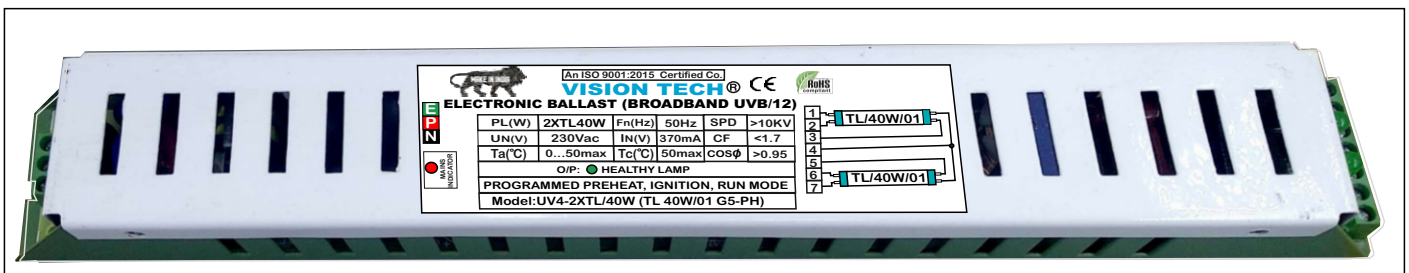 MAKE IN INDIA
An ISO 9001:2015 Certified Co.
VISION TECH® CE
RoHS
compliant
ELECTRONIC BALLAST (BROADBAND UVB/12)
E
P
N
MAINS
INDICATOR
PL(W) 2XTL40W Fn(Hz) 50Hz SPD >10KV
UN(V) 230Vac IN(V) 370mA CF <1.7
Ta(℃) 0...50max Tc(℃) 50max COSϕ >0.95
O/P: HEALTHY LAMP
PROGRAMMED PREHEAT, IGNITION, RUN MODE
Model:UV4-2XTL/40W (TL 40W/01 G5-PH)
1
2
3
4
5
6
7
TL/40W/01
TL/40W/01